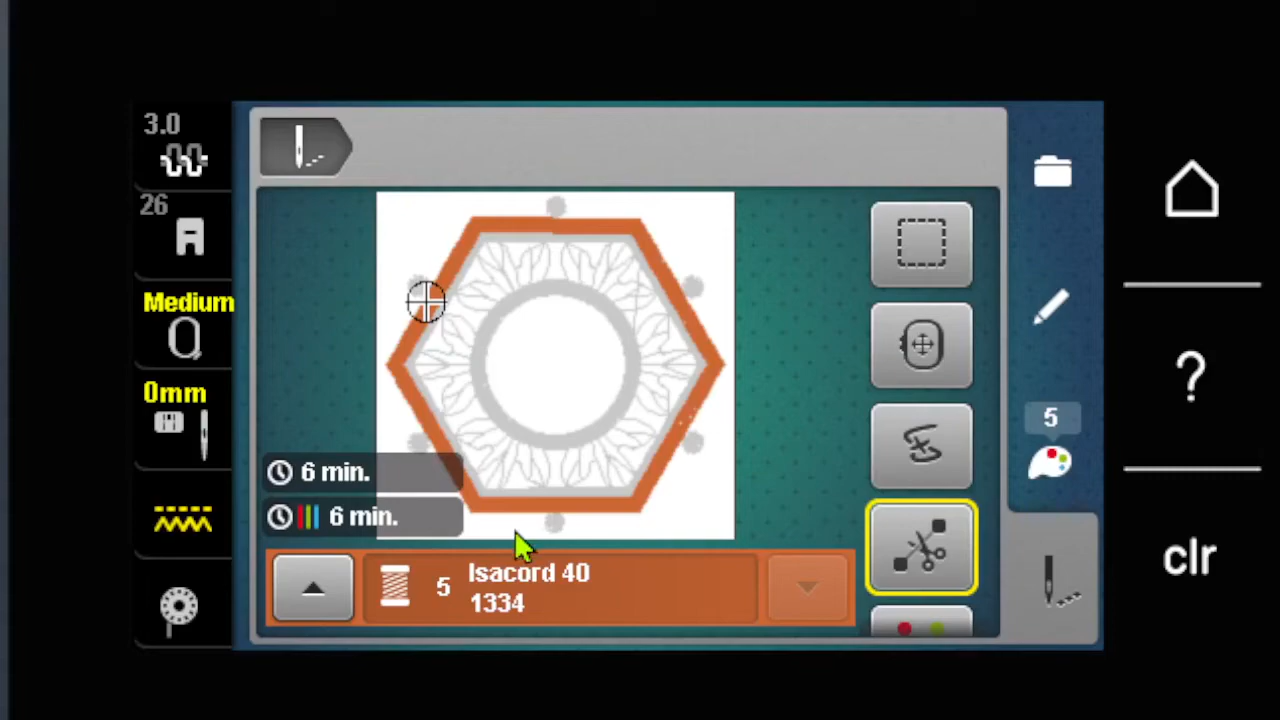 3.0
26
Medium
0mm
6 min.
6 min.
5
Isacord 40
1334
5
?
clr